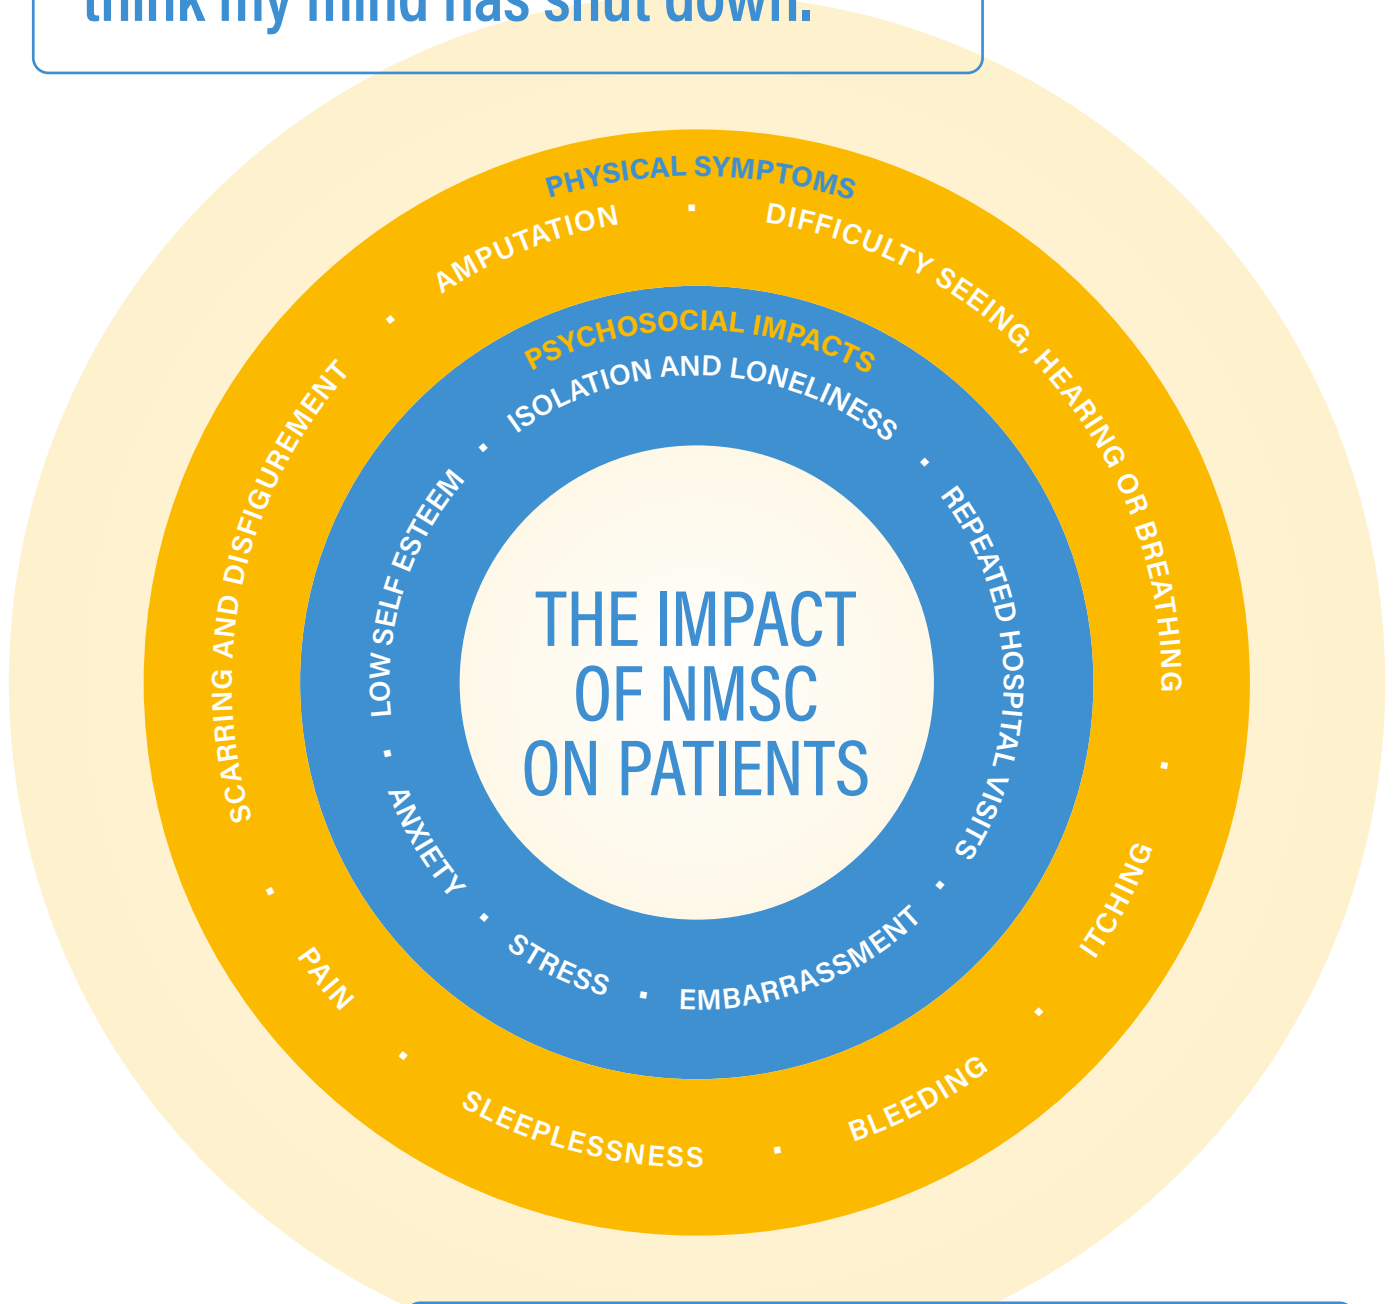 think my mind has shut down.
PHYSICAL SYMPTOMS
AMPUTATION · DIFFICULTY SEEING, HEARING OR BREATHING · ITCHING · BLEEDING · SLEEPLESSNESS · PAIN · SCARRING AND DISFIGUREMENT ·
PSYCHOSOCIAL IMPACTS
ISOLATION AND LONELINESS · REPEATED HOSPITAL VISITS · EMBARRASSMENT · STRESS · ANXIETY · LOW SELF ESTEEM ·
THE IMPACT
OF NMSC
ON PATIENTS